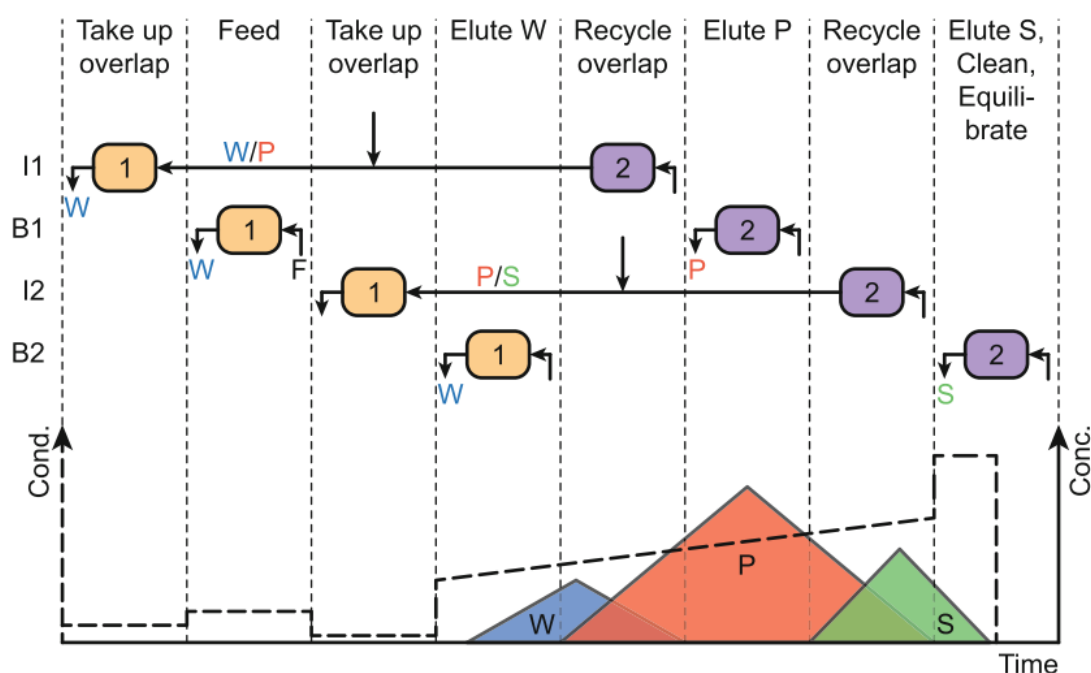 Take up Feed Take up Elute W Recycle Elute P Recycle Elute S,
overlap overlap overlap overlap Clean,
Equili-
brate
I1 1 W/P 2
W
B1 1 2
W F P
I2 1 P/S 2
B2 1 2
W S
Cond. Conc.
P
W S
Time